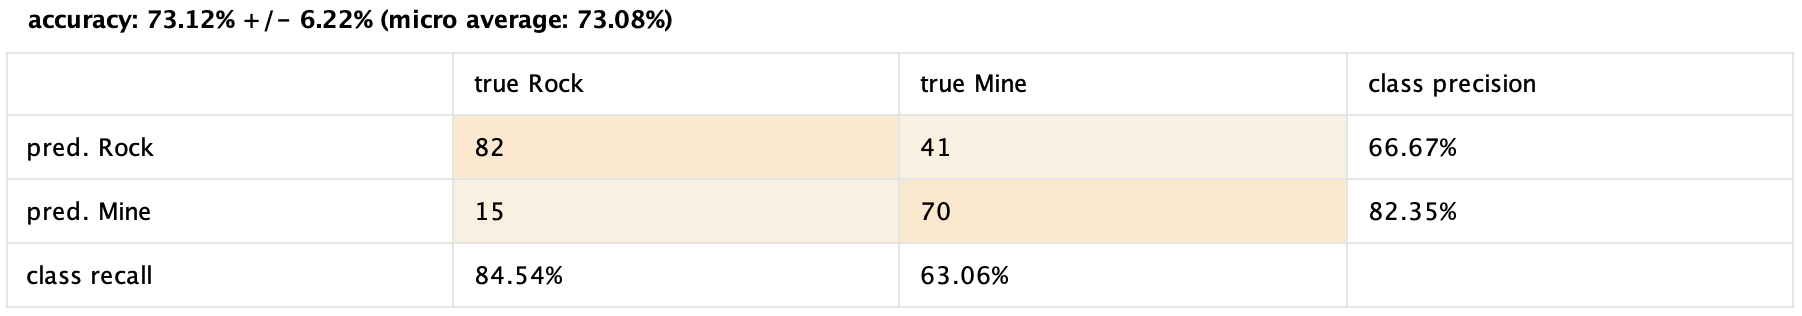 accuracy: 73.12% +/- 6.22% (micro average: 73.08%)
true Rock true Mine class precision
pred. Rock 82 41 66.67%
pred. Mine 15 70 82.35%
class recall 84.54% 63.06%